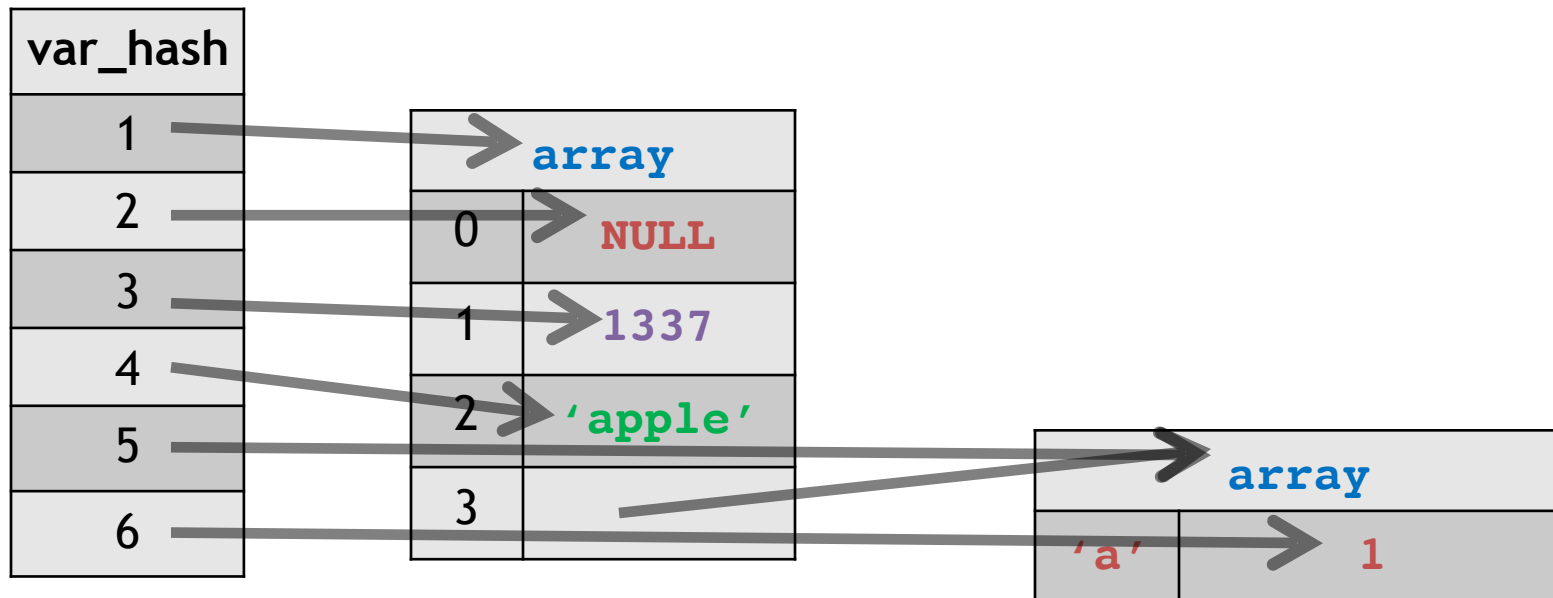 var_hash
1
2
3
4
5
6
array
0 NULL
1 1337
2 ‘apple’
3
array
‘a’ 1